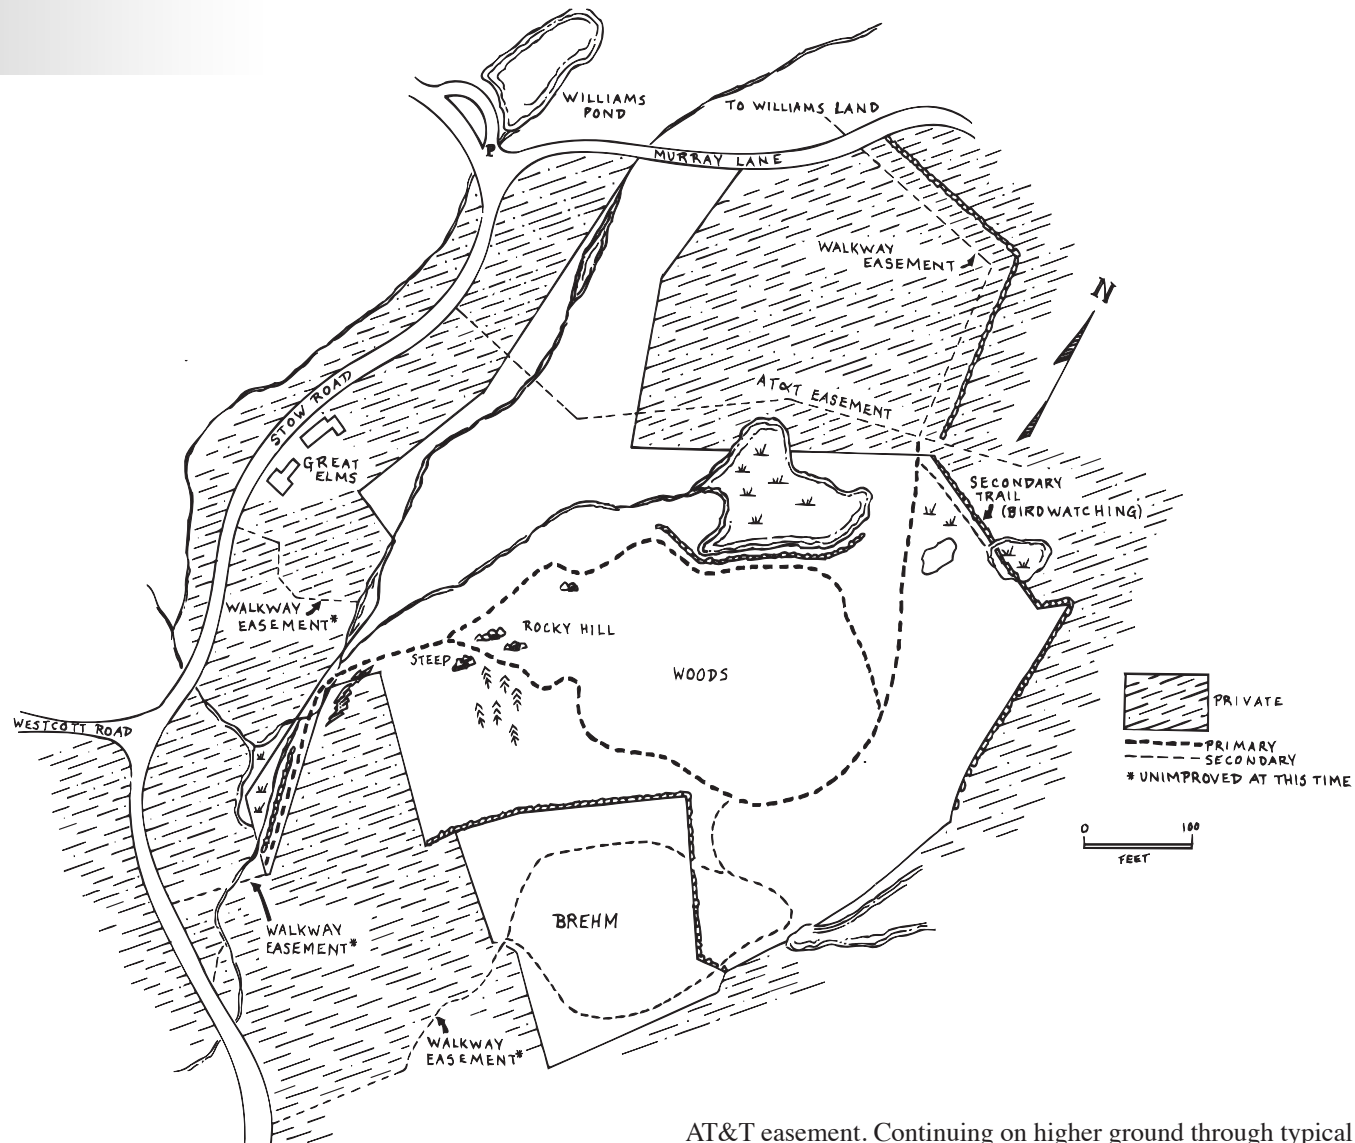 WILLIAMS
POND
TO WILLIAMS LAND
P
MURRAY LANE
WALKWAY
EASEMENT
N
AT&T EASEMENT
STOW ROAD
GREAT
ELMS
SECONDARY
TRAIL
(BIRDWATCHING)
WALKWAY
EASEMENT*
ROCKY HILL
STEEP
WOODS
WESTCOTT ROAD
PRIVATE
PRIMARY
SECONDARY
* UNIMPROVED AT THIS TIME
0 100
FEET
BREHM
WALKWAY
EASEMENT*
WALKWAY
EASEMENT*
AT&T easement. Continuing on higher ground through typical